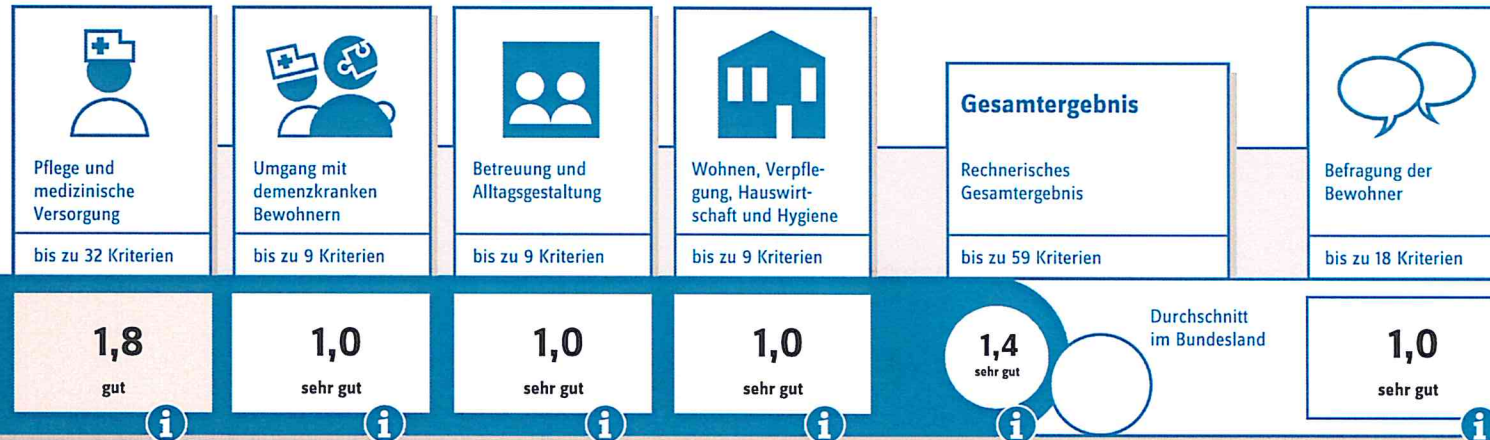 Pflege und
medizinische
Versorgung
bis zu 32 Kriterien
1,8
gut
i
Umgang mit
demenzkranken
Bewohnern
bis zu 9 Kriterien
1,0
sehr gut
i
Betreuung und
Alltagsgestaltung
bis zu 9 Kriterien
1,0
sehr gut
i
Wohnen, Verpfle-
gung, Hauswirt-
schaft und Hygiene
bis zu 9 Kriterien
1,0
sehr gut
i
Gesamtergebnis
Rechnerisches
Gesamtergebnis
bis zu 59 Kriterien
1,4
sehr gut
i
Durchschnitt
im Bundesland
Befragung der
Bewohner
bis zu 18 Kriterien
1,0
sehr gut
i